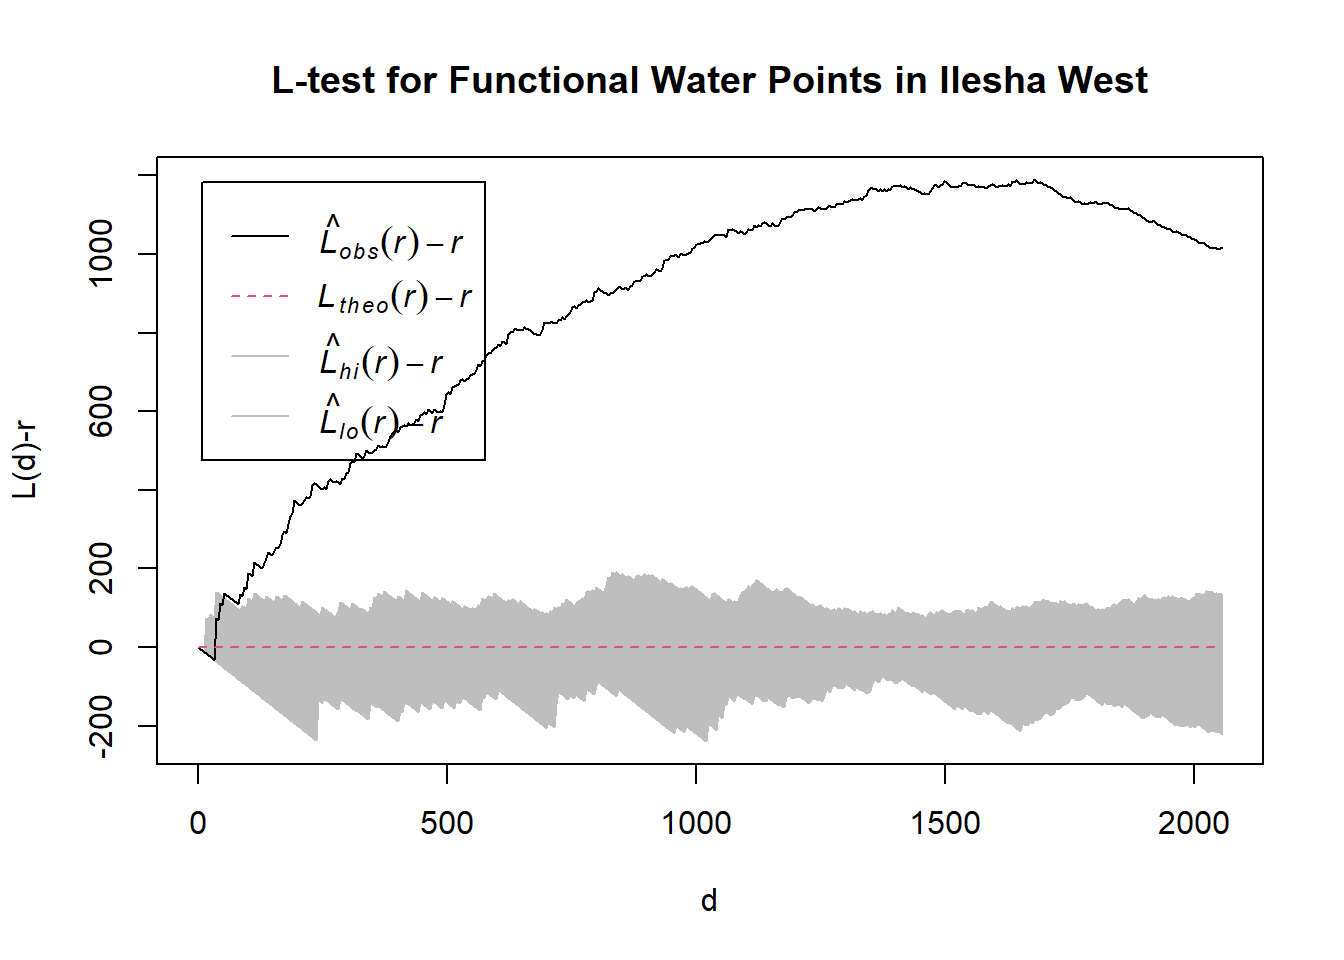 L-test for Functional Water Points in Ilesha West
L̂obs(r) − r
Ltheo(r) − r
L̂hi(r) − r
L̂lo(r) − r
L(d)-r
1000
600
200
0
-200
0 500 1000 1500 2000
d